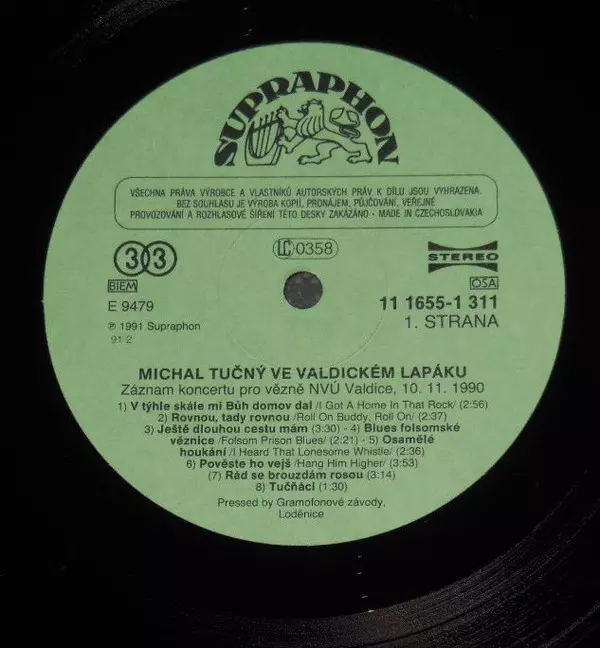 SUPRAPHON
VŠECHNA PRÁVA VÝROBCE A VLASTNÍKŮ AUTORSKÝCH PRÁV K DÍLU JSOU VYHRAZENA.
BEZ SOUHLASU JE VÝROBA KOPIÍ, PRONÁJEM, PŮJČOVÁNÍ, VEŘEJNÉ
PROVOZOVÁNÍ A ROZHLASOVÉ ŠÍŘENÍ TÉTO DESKY ZAKÁZÁNO • MADE IN CZECHOSLOVAKIA
33
LC 0358
STEREO
BIEM
OSA
E 9479
11 1655-1 311
℗ 1991 Supraphon
1. STRANA
91 2
MICHAL TUČNÝ VE VALDICKÉM LAPÁKU
Záznam koncertu pro vězně NVÚ Valdice, 10. 11. 1990
1) V týhle skále mi Bůh domov dal /I Got A Home In That Rock/ (2:56)
2) Rovnou, tady rovnou /Roll On Buddy, Roll On/ (2:37)
3) Ještě dlouhou cestu mám (3:30) - 4) Blues folsomské
věznice /Folsom Prison Blues/ (2:21) - 5) Osamělé
houkání /I Heard That Lonesome Whistle/ (2:36)
6) Pověste ho vejš /Hang Him Higher/ (3:53)
(7) Rád se brouzdám rosou (3:14)
8) Tučňáci (1:30)
Pressed by Gramofonové závody,
Loděnice